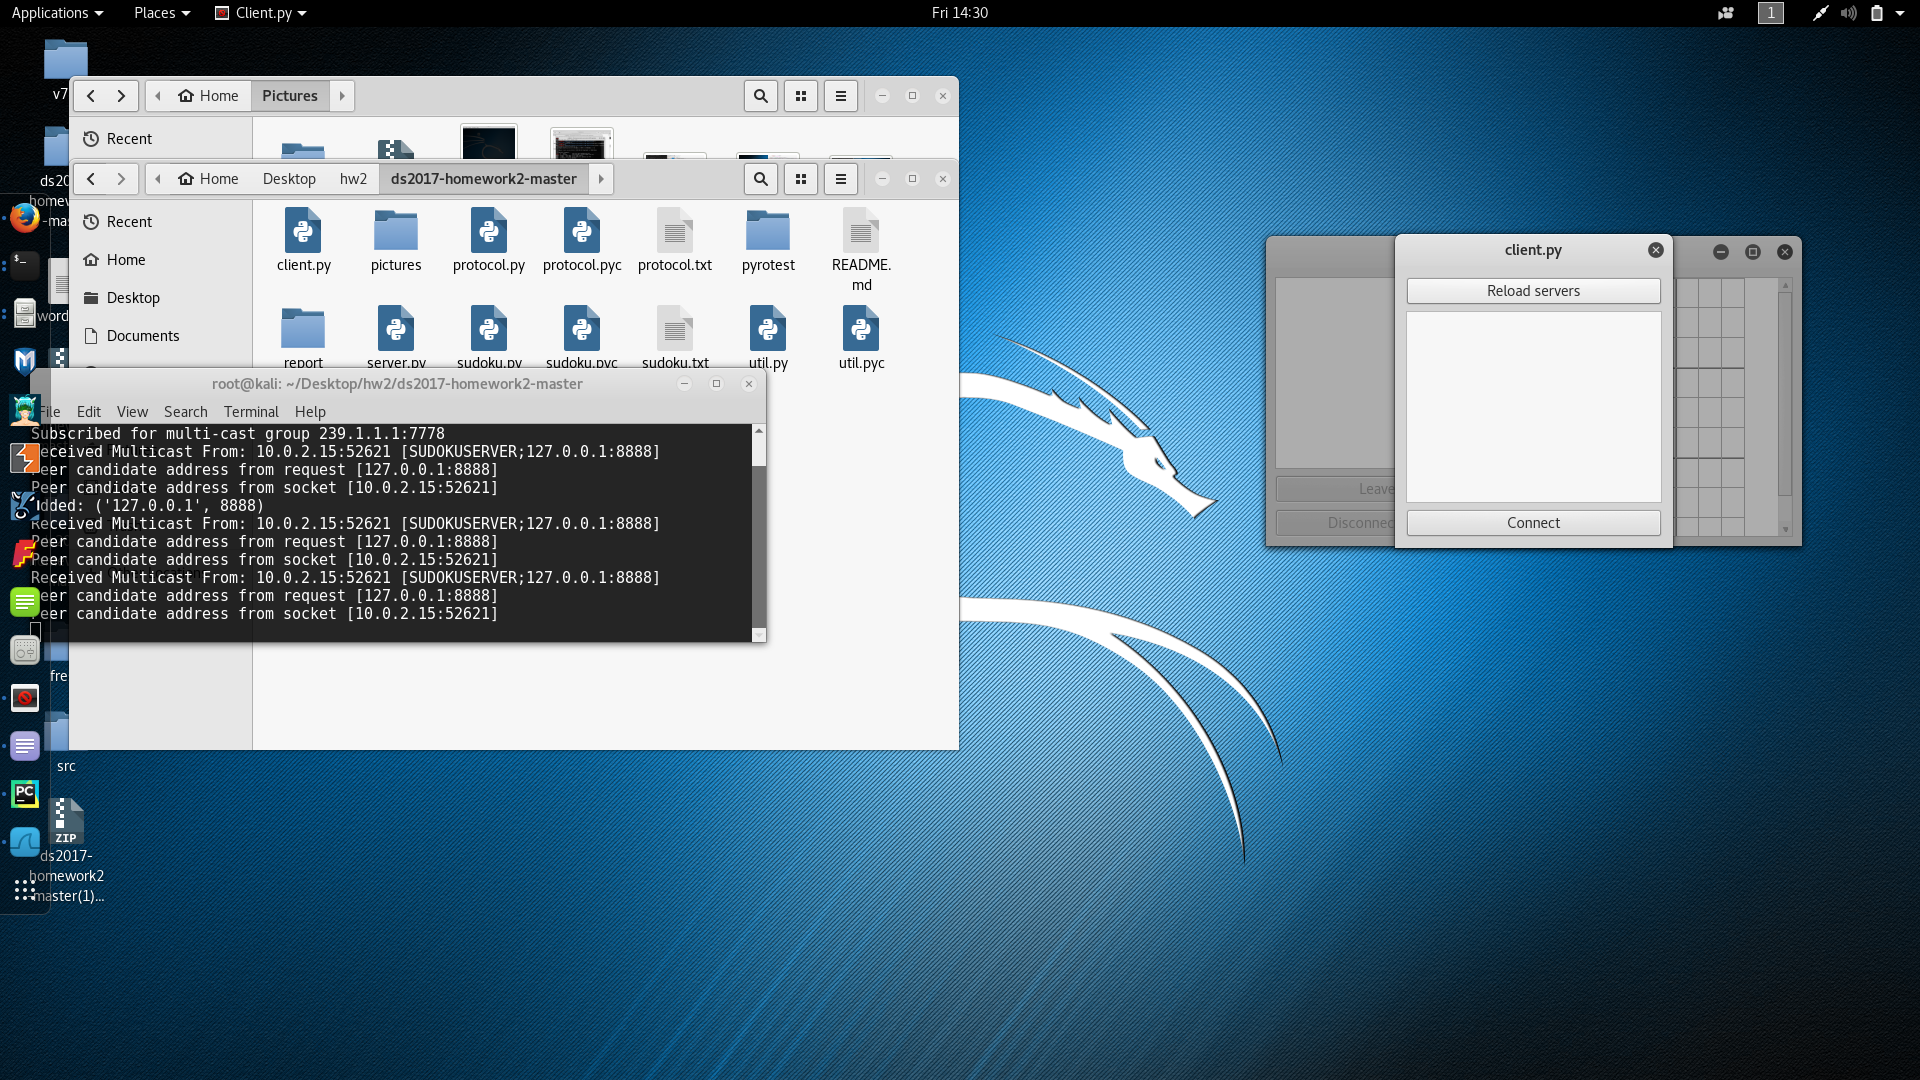 Applications Places Client.py Fri 14:30 1
v7
Home Pictures
Recent
Home Desktop hw2 ds2017-homework2-master
Recent
Home
Desktop
Documents
client.py pictures protocol.py protocol.pyc protocol.txt pyrotest README.
md
report server.py sudoku.py sudoku.pyc sudoku.txt util.py util.pyc
root@kali: ~/Desktop/hw2/ds2017-homework2-master
File Edit View Search Terminal Help
Subscribed for multi-cast group 239.1.1.1:7778
Received Multicast From: 10.0.2.15:52621 [SUDOKUSERVER;127.0.0.1:8888]
Peer candidate address from request [127.0.0.1:8888]
Peer candidate address from socket [10.0.2.15:52621]
Added: ('127.0.0.1', 8888)
Received Multicast From: 10.0.2.15:52621 [SUDOKUSERVER;127.0.0.1:8888]
Peer candidate address from request [127.0.0.1:8888]
Peer candidate address from socket [10.0.2.15:52621]
Received Multicast From: 10.0.2.15:52621 [SUDOKUSERVER;127.0.0.1:8888]
Peer candidate address from request [127.0.0.1:8888]
Peer candidate address from socket [10.0.2.15:52621]
client.py
Reload servers
Connect
Leave
Disconnec
ds20
home
-ma
word
fre
src
PC
ZIP
ds2017-
homework2
-master(1)...